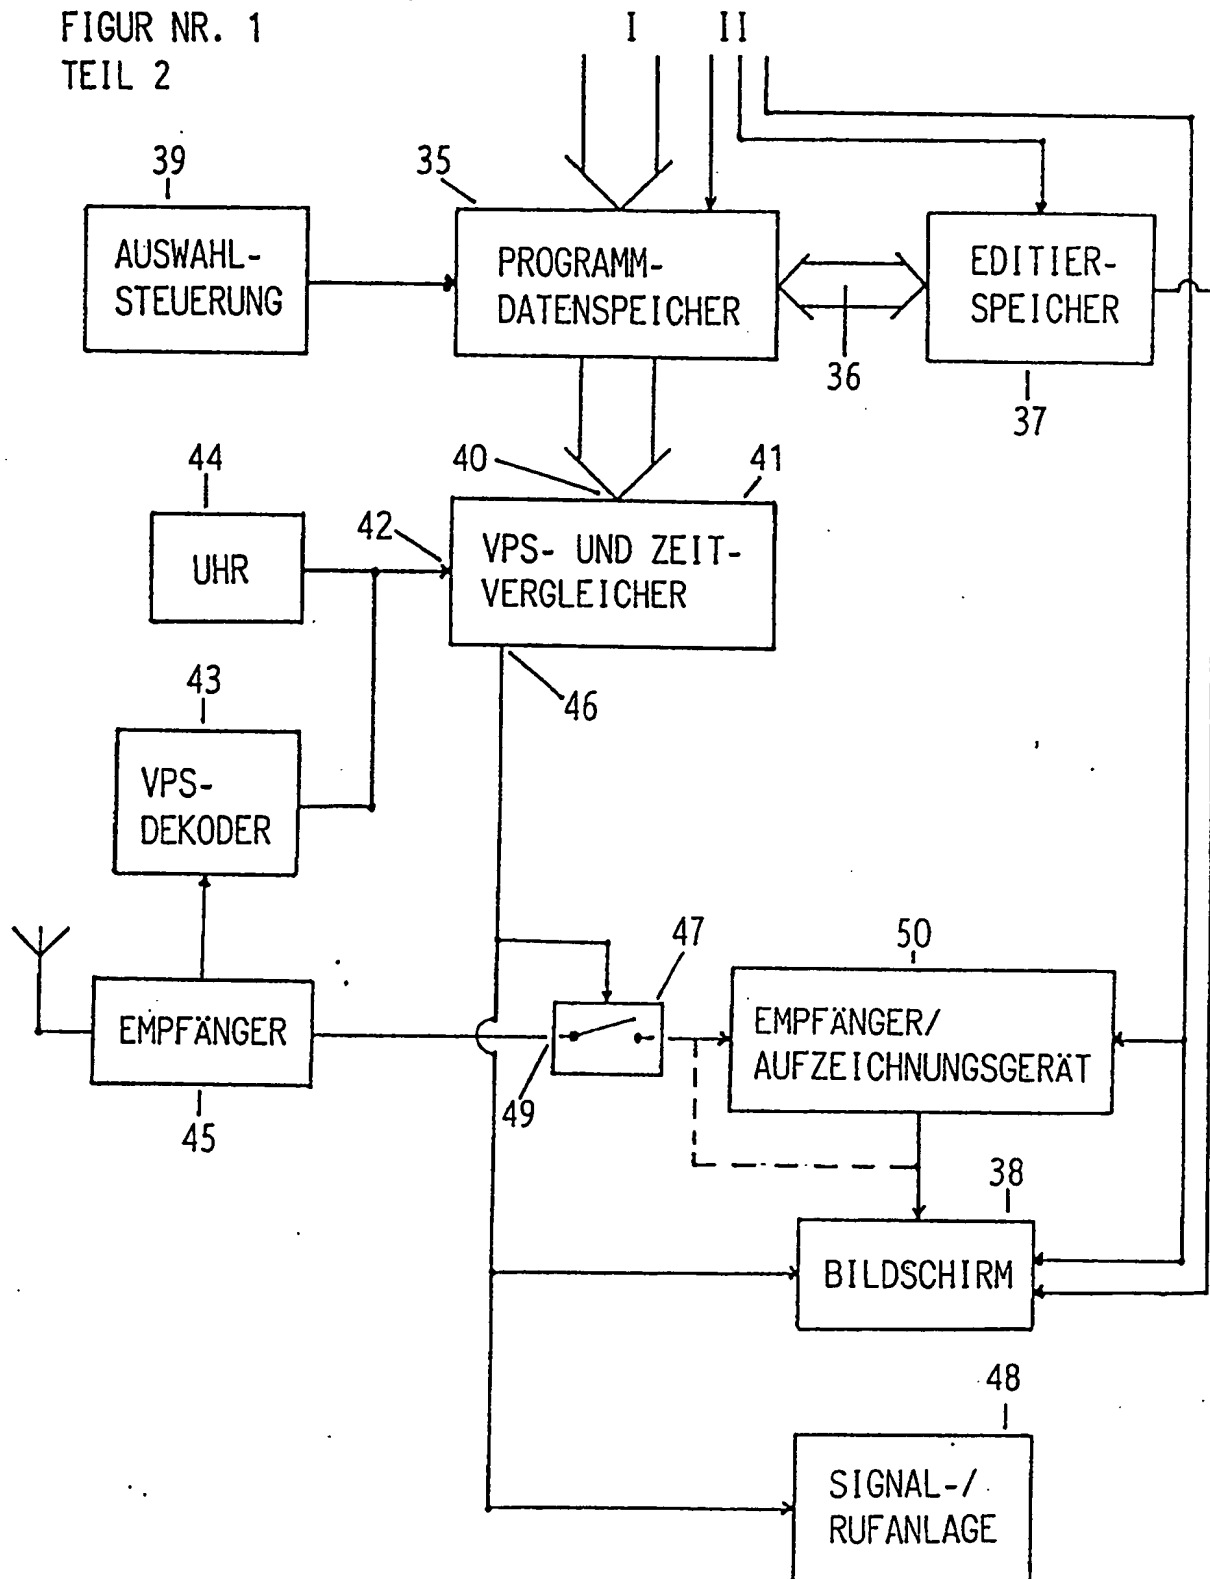 FIGUR NR. 1
TEIL 2
I
II
39
35
AUSWAHL-
STEUERUNG
PROGRAMM-
DATENSPEICHER
EDITIER-
SPEICHER
36
37
44
40
41
42
UHR
VPS- UND ZEIT-
VERGLEICHER
43
46
VPS-
DEKODER
47
50
EMPFÄNGER
EMPFÄNGER/
AUFZEICHNUNGSGERÄT
49
45
38
BILDSCHIRM
48
SIGNAL-/
RUFANLAGE